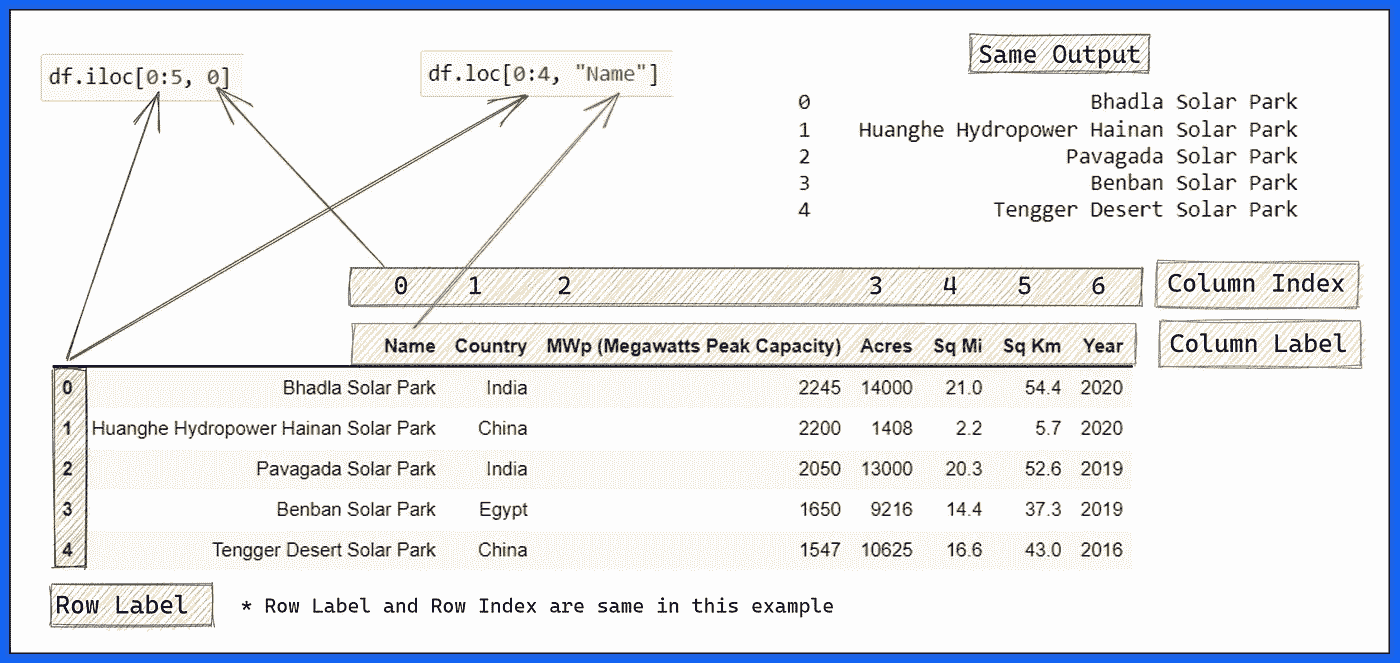 df.iloc[0:5, 0]
df.loc[0:4, "Name"]
Same Output
0 Bhadla Solar Park
1 Huanghe Hydropower Hainan Solar Park
2 Pavagada Solar Park
3 Benban Solar Park
4 Tengger Desert Solar Park
0 1 2 3 4 5 6 Column Index
Name Country MWp (Megawatts Peak Capacity) Acres Sq Mi Sq Km Year Column Label
0 Bhadla Solar Park India 2245 14000 21.0 54.4 2020
1 Huanghe Hydropower Hainan Solar Park China 2200 1408 2.2 5.7 2020
2 Pavagada Solar Park India 2050 13000 20.3 52.6 2019
3 Benban Solar Park Egypt 1650 9216 14.4 37.3 2019
4 Tengger Desert Solar Park China 1547 10625 16.6 43.0 2016
Row Label * Row Label and Row Index are same in this example